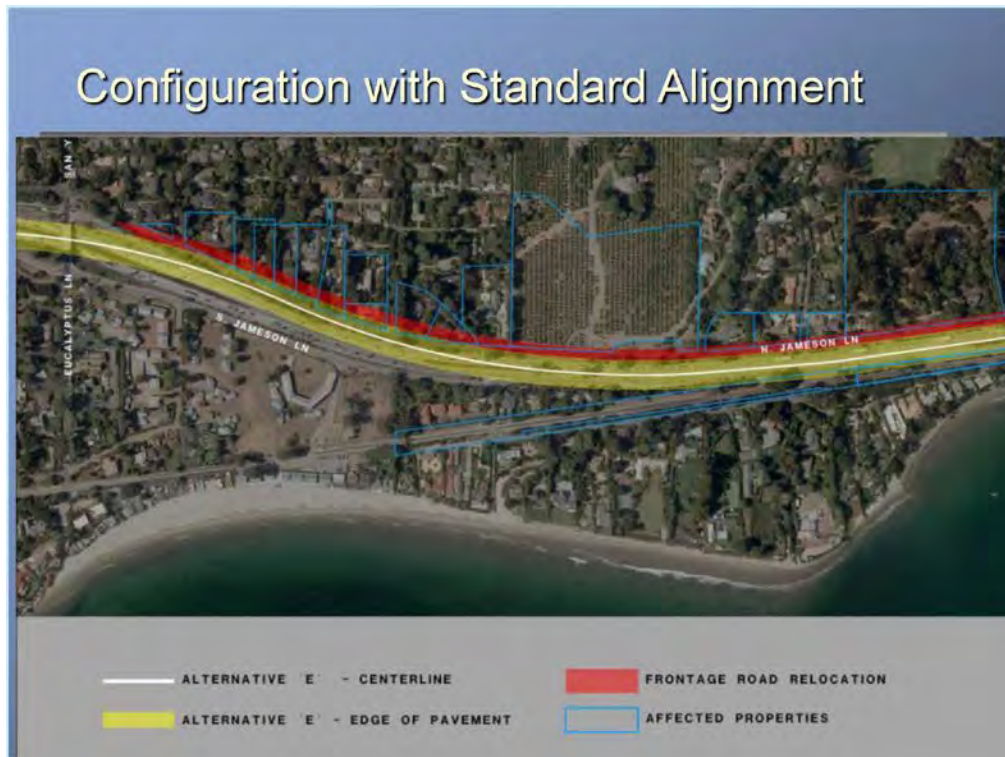 Configuration with Standard Alignment
SAN Y
EUCALYPTUS LN
S. JAMESON LN
N. JAMESON LN
ALTERNATIVE 'E' - CENTERLINE
FRONTAGE ROAD RELOCATION
ALTERNATIVE 'E' - EDGE OF PAVEMENT
AFFECTED PROPERTIES